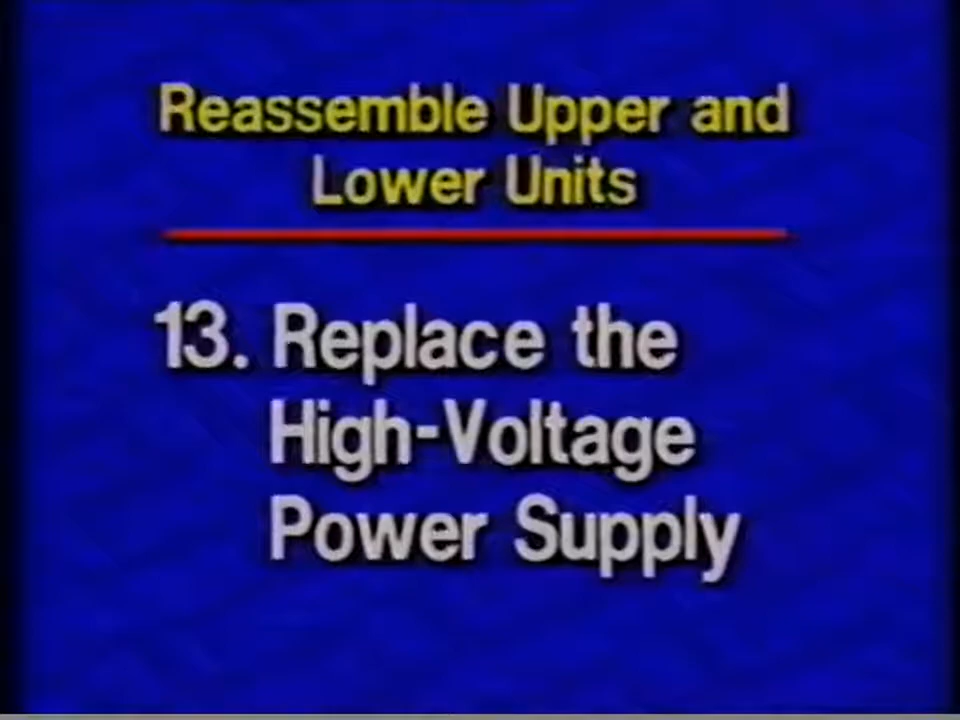 Reassemble Upper and
Lower Units
13. Replace the
High-Voltage
Power Supply